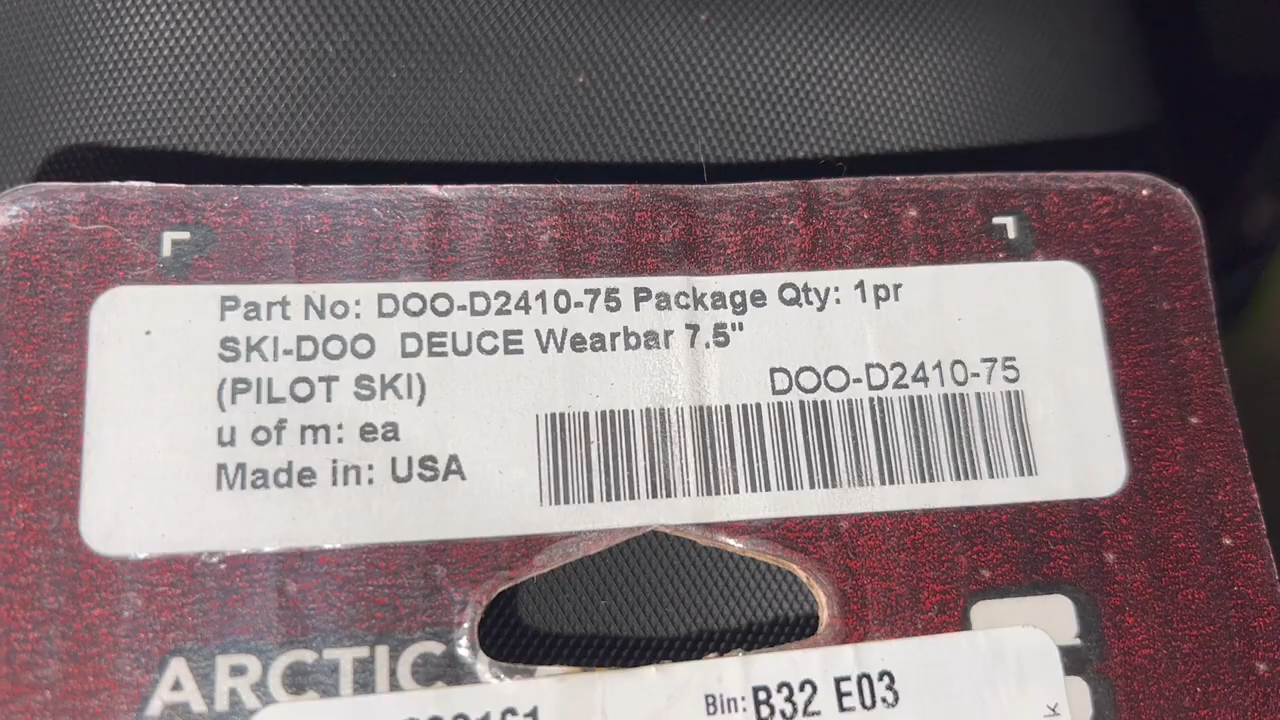 Part No: DOO-D2410-75 Package Qty: 1pr
SKI-DOO DEUCE Wearbar 7.5"
(PILOT SKI)
DOO-D2410-75
u of m: ea
Made in: USA
ARCTIC
Bin: B32 E03